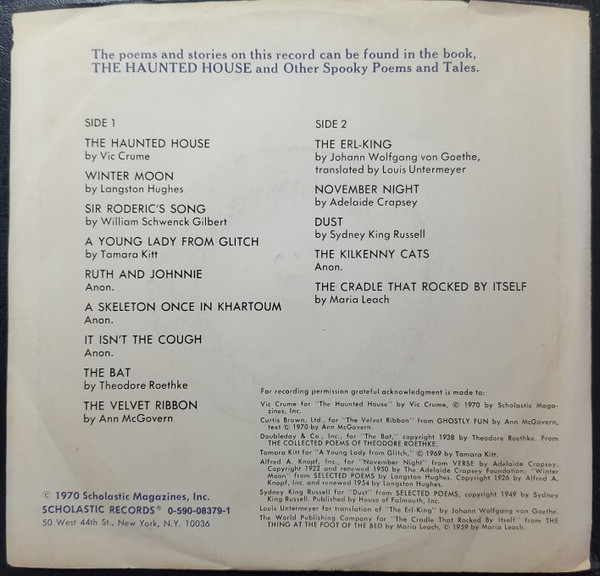 The poems and stories on this record can be found in the book,
THE HAUNTED HOUSE and Other Spooky Poems and Tales.
SIDE 1
THE HAUNTED HOUSE
by Vic Crume
WINTER MOON
by Langston Hughes
SIR RODERIC'S SONG
by William Schwenck Gilbert
A YOUNG LADY FROM GLITCH
by Tamara Kitt
RUTH AND JOHNNIE
Anon.
A SKELETON ONCE IN KHARTOUM
Anon.
IT ISN'T THE COUGH
Anon.
THE BAT
by Theodore Roethke
THE VELVET RIBBON
by Ann McGovern
SIDE 2
THE ERL-KING
by Johann Wolfgang von Goethe,
translated by Louis Untermeyer
NOVEMBER NIGHT
by Adelaide Crapsey
DUST
by Sydney King Russell
THE KILKENNY CATS
Anon.
THE CRADLE THAT ROCKED BY ITSELF
by Maria Leach
For recording permission grateful acknowledgment is made to:
Vic Crume for "The Haunted House" by Vic Crume, © 1970 by Scholastic Maga-
zines, Inc.
Curtis Brown, Ltd., for "The Velvet Ribbon" from GHOSTLY FUN by Ann McGovern,
text © 1970 by Ann McGovern.
Doubleday & Co., Inc., for "The Bat," copyright 1938 by Theodore Roethke. From
THE COLLECTED POEMS OF THEODORE ROETHKE.
Tamara Kitt for "A Young Lady from Glitch," © 1969 by Tamara Kitt.
Alfred A. Knopf, Inc., for "November Night" from VERSE by Adelaide Crapsey.
Copyright 1922 and renewed 1950 by The Adelaide Crapsey Foundation; "Winter
Moon" from SELECTED POEMS by Langston Hughes. Copyright 1926 by Alfred A.
Knopf, Inc. and renewed 1954 by Langston Hughes.
Sydney King Russell for "Dust" from SELECTED POEMS, copyright 1949 by Sydney
King Russell. Published by House of Falmouth, Inc.
Louis Untermeyer for translation of "The Erl-King" by Johann Wolfgang von Goethe.
The World Publishing Company for "The Cradle That Rocked By Itself" from THE
THING AT THE FOOT OF THE BED by Maria Leach, © 1959 by Maria Leach.
© 1970 Scholastic Magazines, Inc.
SCHOLASTIC RECORDS® 0-590-08379-1
50 West 44th St., New York, N.Y. 10036